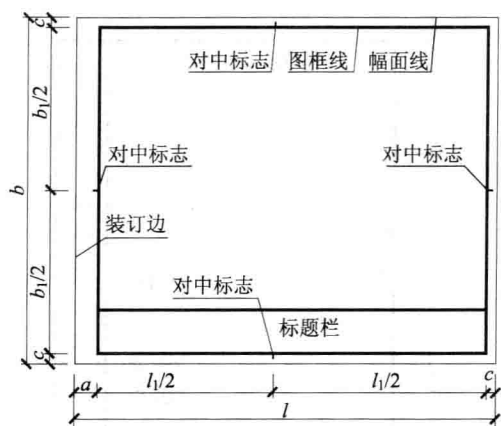 c
对中标志 图框线 幅面线
b₁/2
对中标志 对中标志
b
装订边
b₁/2
对中标志
标题栏
c
a l₁/2 l₁/2 c
l